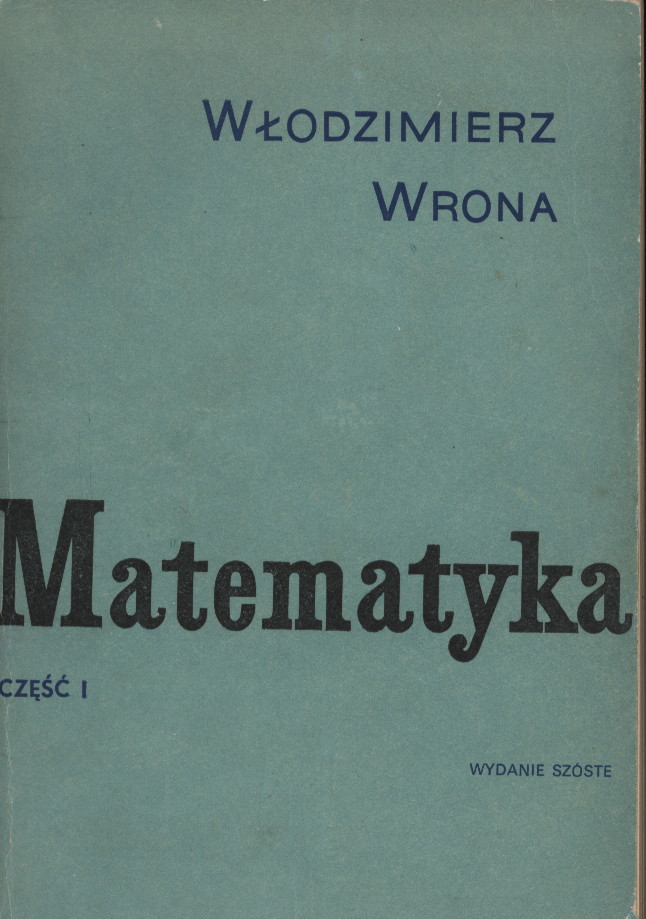 WŁODZIMIERZ
WRONA
Matematyka
CZĘŚĆ I
WYDANIE SZÓSTE